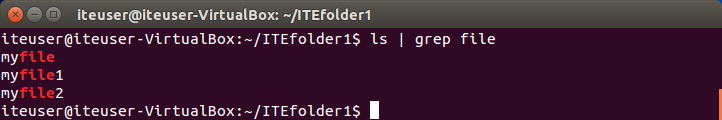 iteuser@iteuser-VirtualBox: ~/ITEfolder1
iteuser@iteuser-VirtualBox:~/ITEfolder1$ ls | grep file
myfile
myfile1
myfile2
iteuser@iteuser-VirtualBox:~/ITEfolder1$